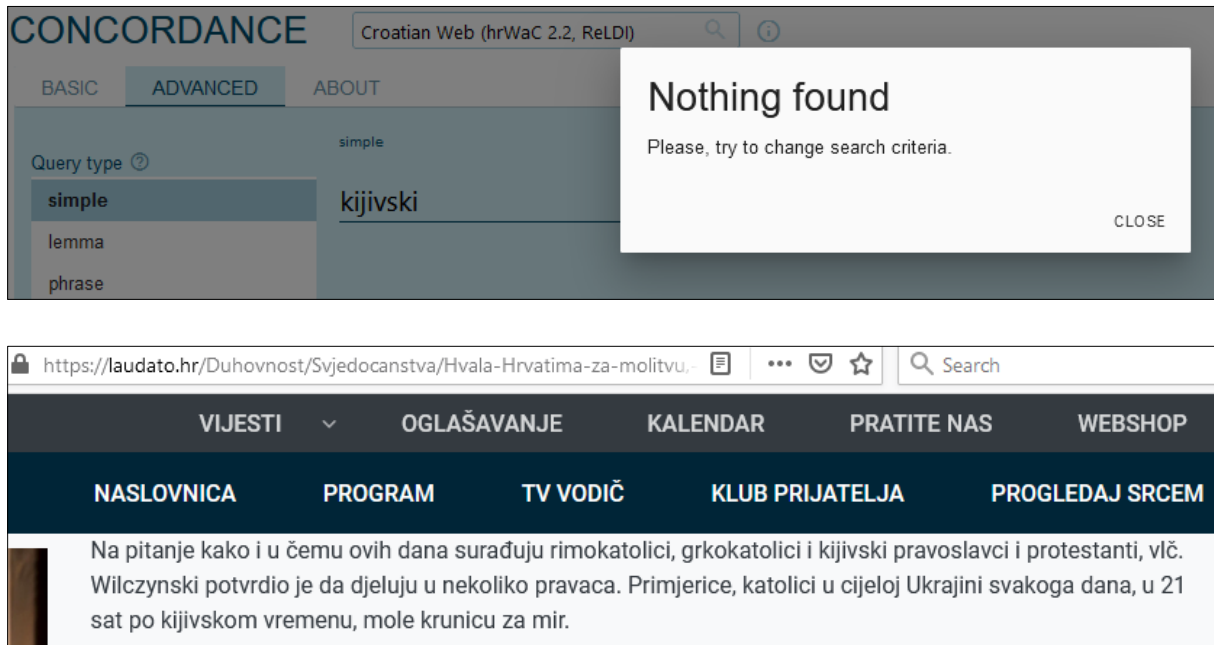 CONCORDANCE
Croatian Web (hrWaC 2.2, ReLDI)
BASIC ADVANCED ABOUT
Nothing found
Please, try to change search criteria.
CLOSE
simple
Query type
simple
kijivski
lemma
phrase
https://laudato.hr/Duhovnost/Svjedocanstva/Hvala-Hrvatima-za-molitvu,- Search
VIJESTI OGLAŠAVANJE KALENDAR PRATITE NAS WEBSHOP
NASLOVNICA PROGRAM TV VODIČ KLUB PRIJATELJA PROGLEDAJ SRCEM
Na pitanje kako i u čemu ovih dana surađuju rimokatolici, grkokatolici i kijivski pravoslavci i protestanti, vlč.
Wilczynski potvrdio je da djeluju u nekoliko pravaca. Primjerice, katolici u cijeloj Ukrajini svakoga dana, u 21
sat po kijivskom vremenu, mole krunicu za mir.